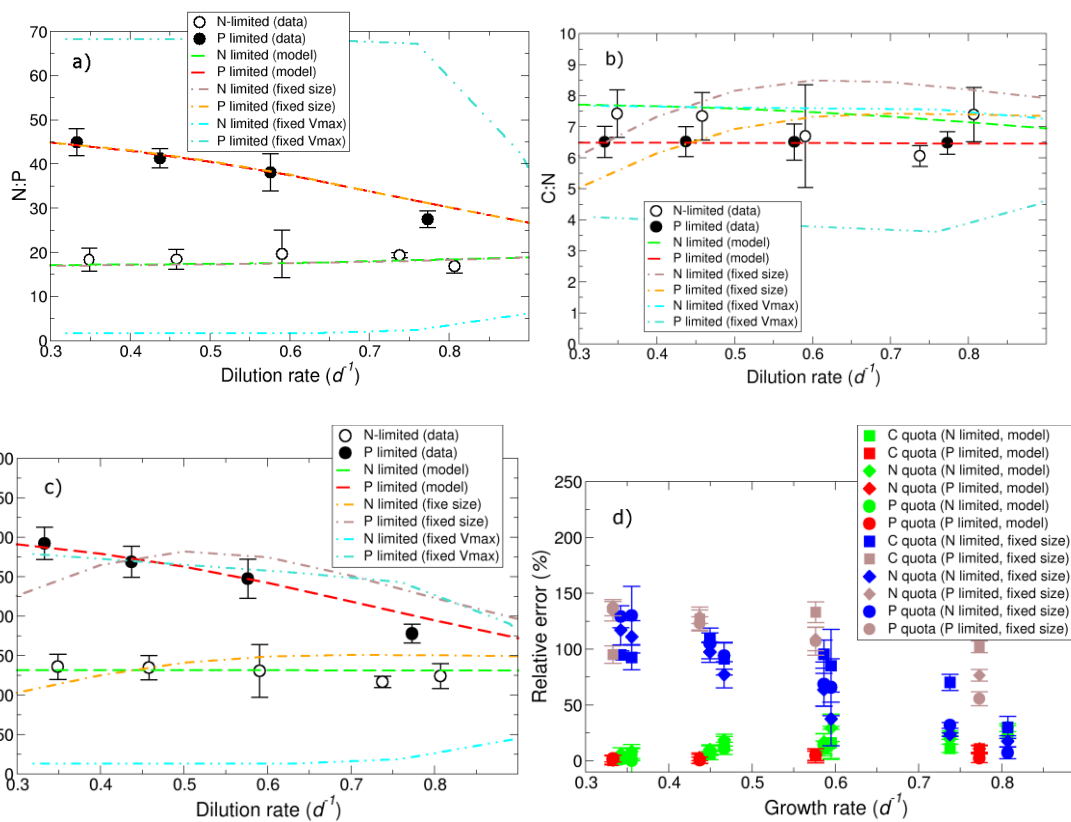 N-limited (data)
P limited (data)
N limited (model)
P limited (model)
N limited (fixed size)
P limited (fixed size)
N limited (fixed Vmax)
P limited (fixed Vmax)
a)
70
60
50
40
30
20
10
0
N:P
0.3 0.4 0.5 0.6 0.7 0.8
Dilution rate (d-1)
b)
10
9
8
7
6
5
4
3
2
1
0
C:N
N-limited (data)
P limited (data)
N limited (model)
P limited (model)
N limited (fixed size)
P limited (fixed size)
N limited (fixed Vmax)
P limited (fixed Vmax)
0.3 0.4 0.5 0.6 0.7 0.8
Dilution rate (d-1)
N-limited (data)
P limited (data)
N limited (model)
P limited (model)
N limited (fixe size)
P limited (fixed size)
N limited (fixed Vmax)
P limited (fixed Vmax)
c)
0.3 0.4 0.5 0.6 0.7 0.8
Dilution rate (d-1)
C quota (N limited, model)
C quota (P limited, model)
N quota (N limited, model)
N quota (P limited, model)
P quota (N limited, model)
P quota (P limited, model)
C quota (N limited, fixed size)
C quota (P limited, fixed size)
N quota (N limited, fixed size)
N quota (P limited, fixed size)
P quota (N limited, fixed size)
P quota (P limited, fixed size)
d)
250
200
150
100
50
0
Relative error (%)
0.3 0.4 0.5 0.6 0.7 0.8
Growth rate (d-1)